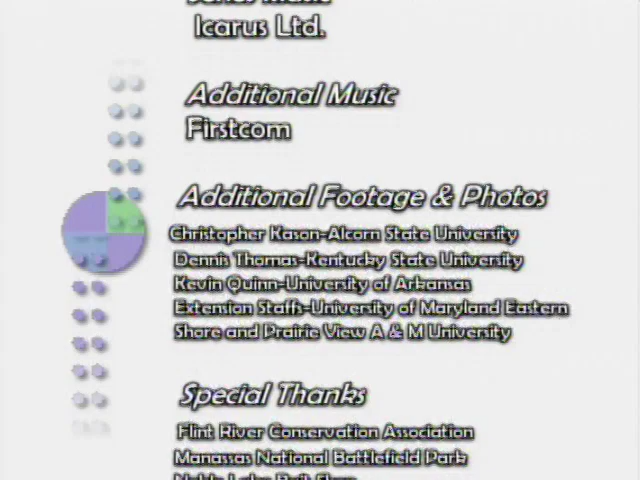 Series Music
Icarus Ltd.
Additional Music
Firstcom
Additional Footage & Photos
Christopher Kason-Alcorn State University
Dennis Thomas-Kentucky State University
Kevin Quinn-University of Arkansas
Extension Staffs-University of Maryland Eastern
Shore and Prairie View A & M University
Special Thanks
Flint River Conservation Association
Manassas National Battlefield Park